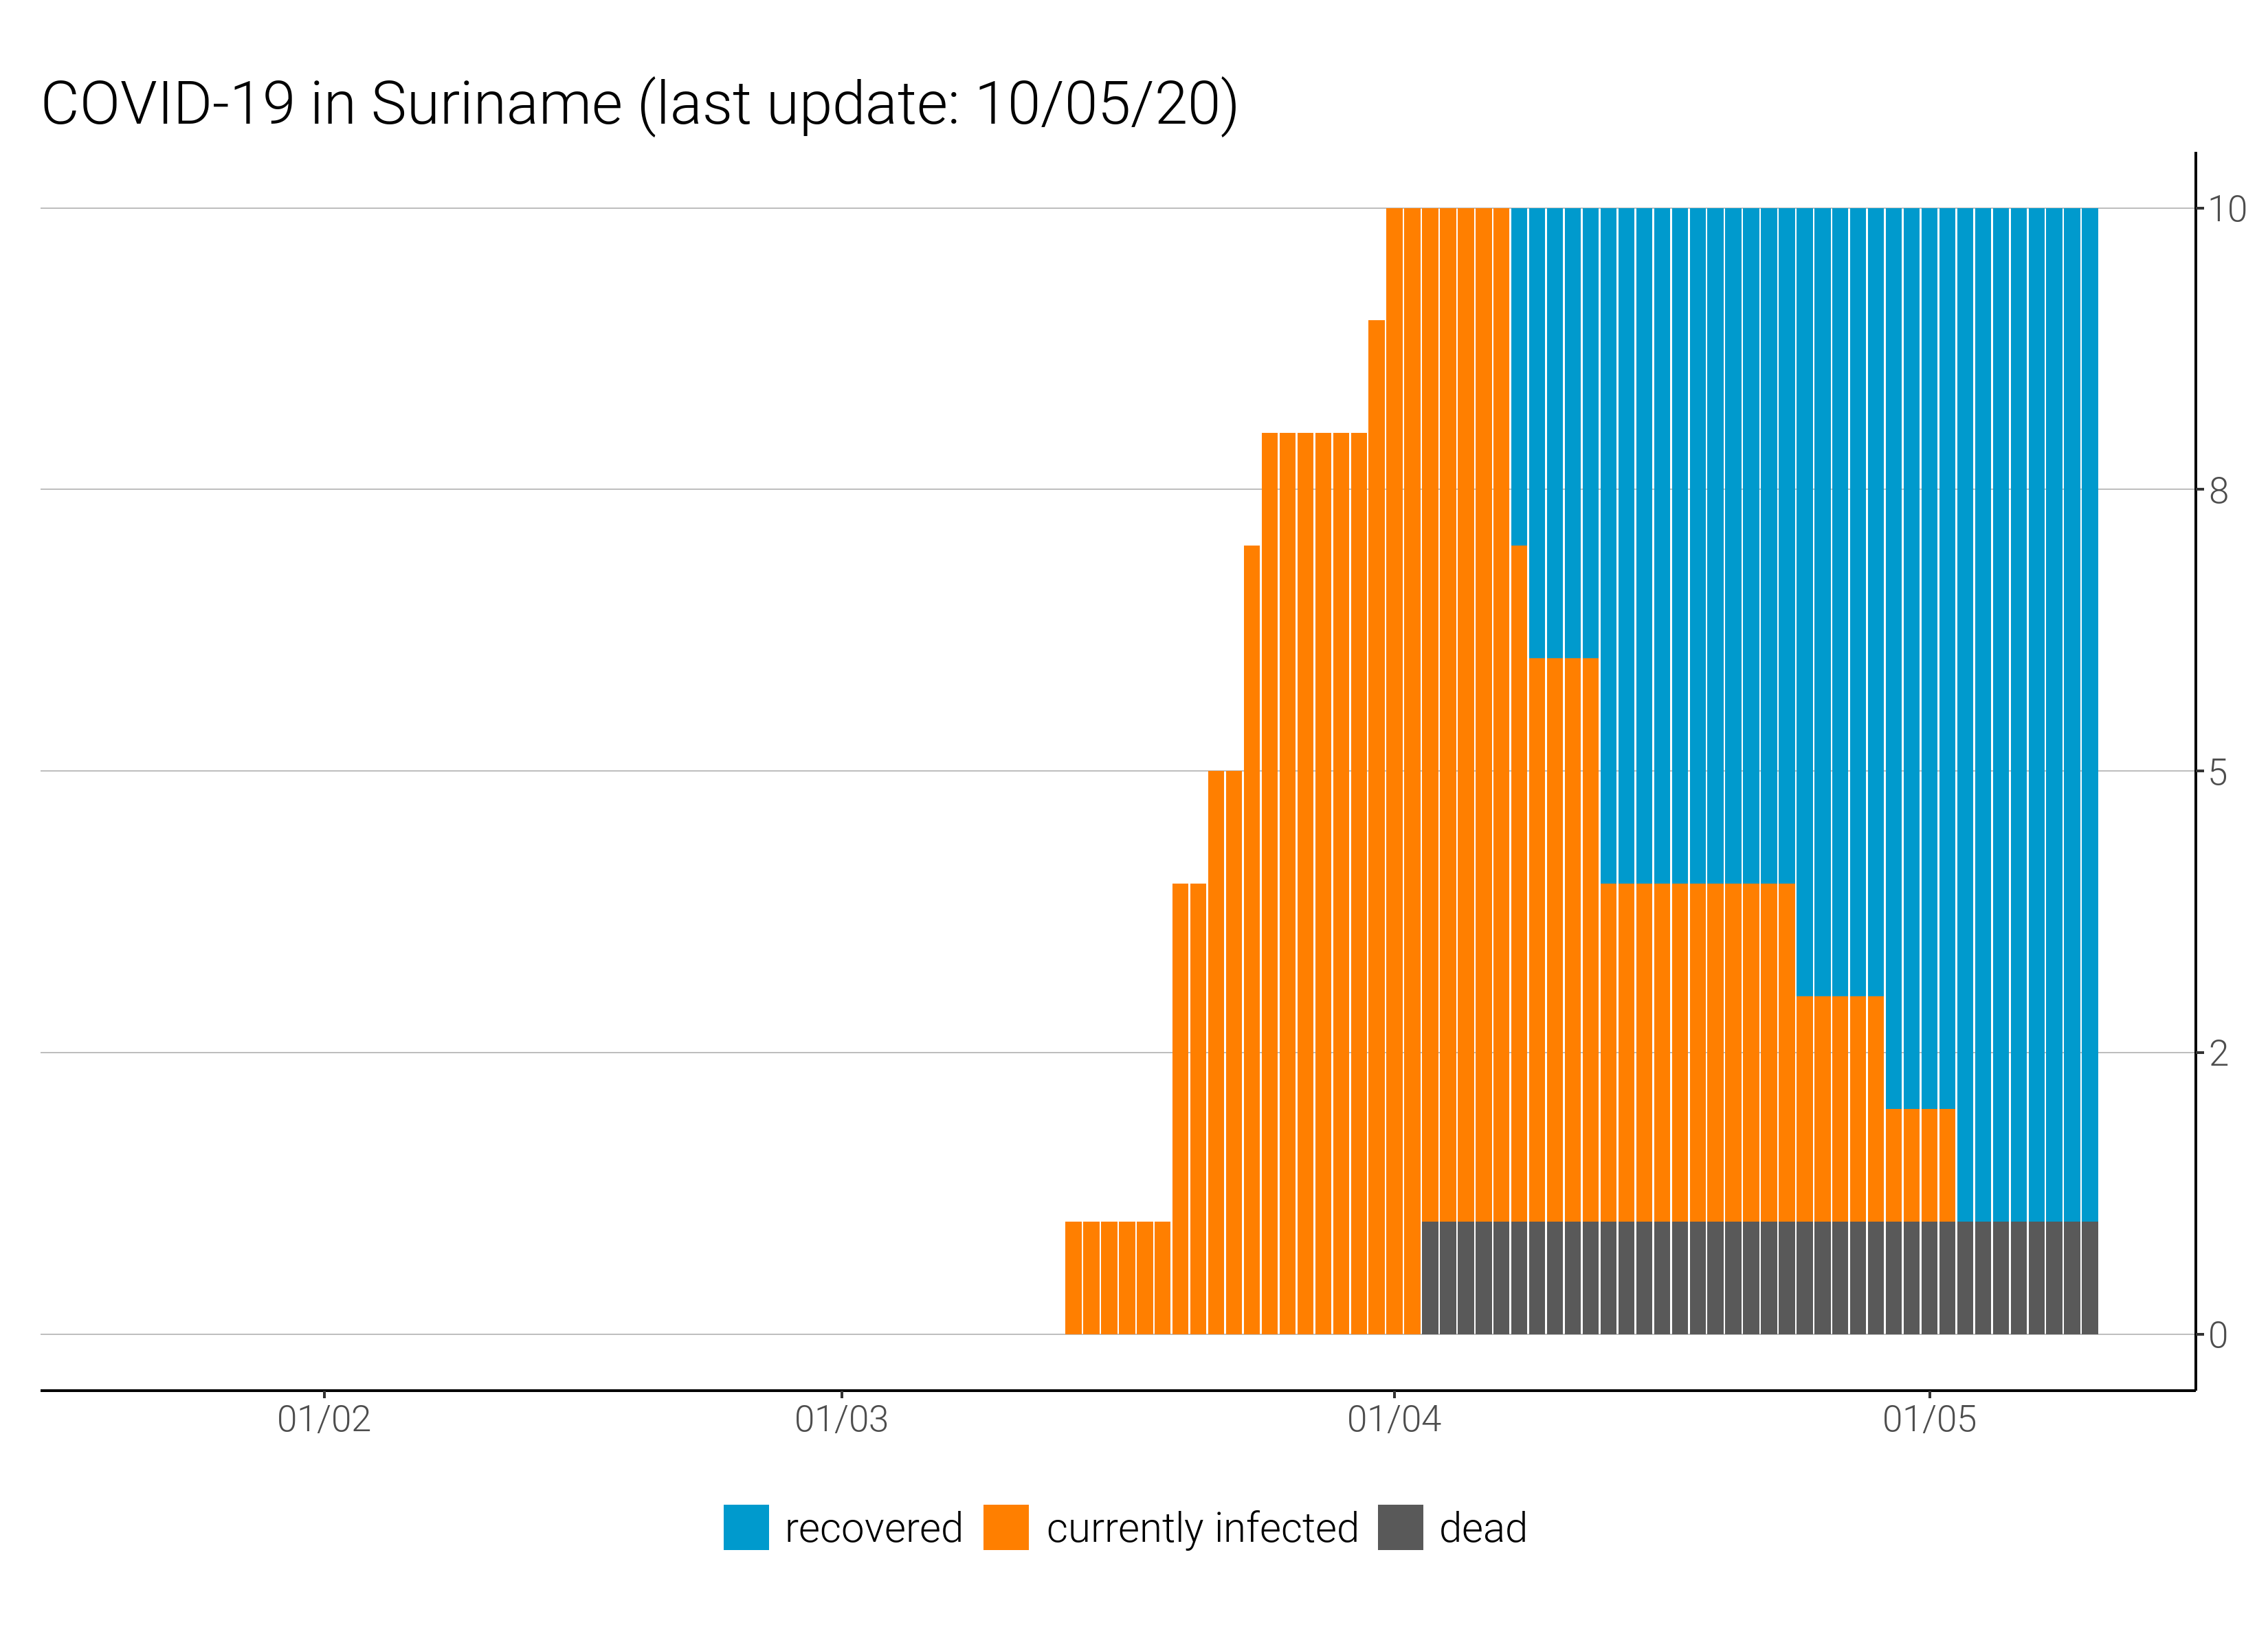 COVID-19 in Suriname (last update: 10/05/20)
10
8
5
2
0
01/02 01/03 01/04 01/05
recovered currently infected dead